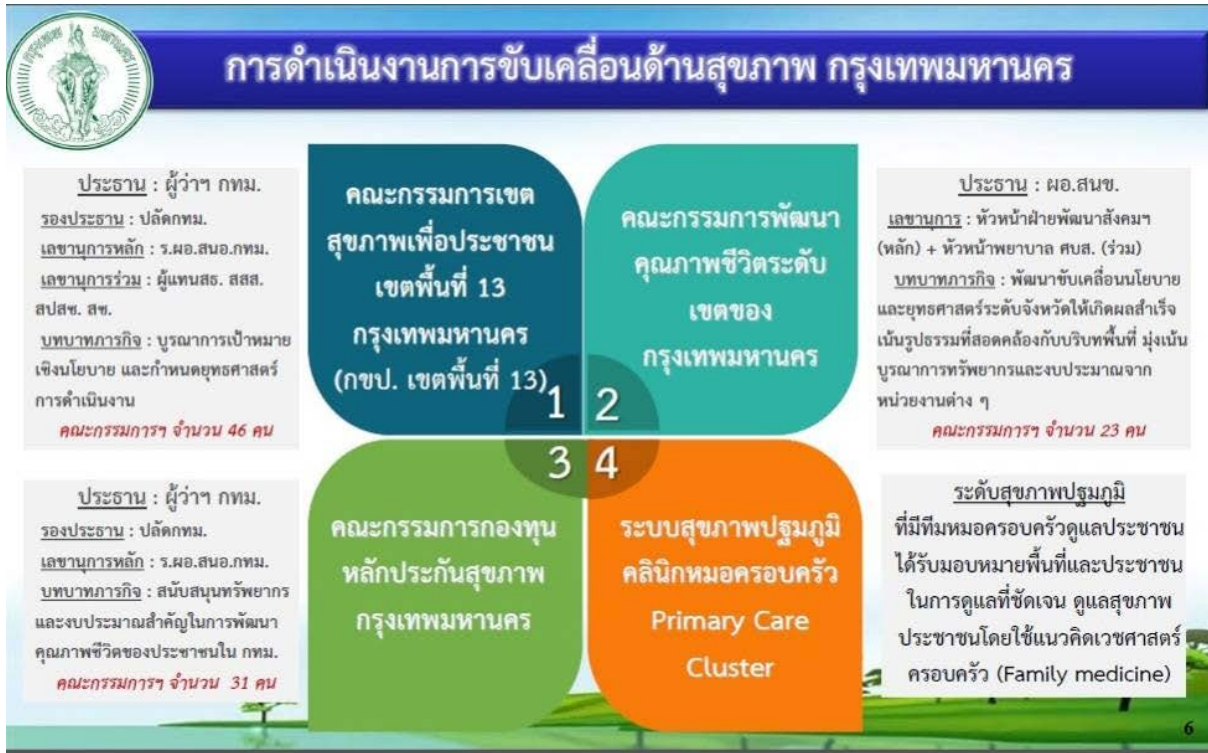 กรุงเทพมหานคร
การดำเนินงานการขับเคลื่อนด้านสุขภาพ กรุงเทพมหานคร
ประธาน : ผู้ว่าฯ กทม.
รองประธาน : ปลัดกทม.
เลขานุการหลัก : ร.ผอ.สนอ.กทม.
เลขานุการร่วม : ผู้แทนสธ. สสส.
สปสช. สช.
บทบาทภารกิจ : บูรณาการเป้าหมาย
เชิงนโยบาย และกำหนดยุทธศาสตร์
การดำเนินงาน
คณะกรรมการฯ จำนวน 46 คน
คณะกรรมการเขต
สุขภาพเพื่อประชาชน
เขตพื้นที่ 13
กรุงเทพมหานคร
(กขป. เขตพื้นที่ 13)
1
คณะกรรมการพัฒนา
คุณภาพชีวิตระดับ
เขตของ
กรุงเทพมหานคร
2
ประธาน : ผอ.สนข.
เลขานุการ : หัวหน้าฝ่ายพัฒนาสังคมฯ
(หลัก) + หัวหน้าพยาบาล ศบส. (ร่วม)
บทบาทภารกิจ : พัฒนาขับเคลื่อนนโยบาย
และยุทธศาสตร์ระดับจังหวัดให้เกิดผลสำเร็จ
เน้นรูปธรรมที่สอดคล้องกับบริบทพื้นที่ มุ่งเน้น
บูรณาการทรัพยากรและงบประมาณจาก
หน่วยงานต่าง ๆ
คณะกรรมการฯ จำนวน 23 คน
ประธาน : ผู้ว่าฯ กทม.
รองประธาน : ปลัดกทม.
เลขานุการหลัก : ร.ผอ.สนอ.กทม.
บทบาทภารกิจ : สนับสนุนทรัพยากร
และงบประมาณสำคัญในการพัฒนา
คุณภาพชีวิตของประชาชนใน กทม.
คณะกรรมการฯ จำนวน 31 คน
3
คณะกรรมการกองทุน
หลักประกันสุขภาพ
กรุงเทพมหานคร
4
ระบบสุขภาพปฐมภูมิ
คลินิกหมอครอบครัว
Primary Care
Cluster
ระดับสุขภาพปฐมภูมิ
ที่มีทีมหมอครอบครัวดูแลประชาชน
ได้รับมอบหมายพื้นที่และประชาชน
ในการดูแลที่ชัดเจน ดูแลสุขภาพ
ประชาชนโดยใช้แนวคิดเวชศาสตร์
ครอบครัว (Family medicine)
6